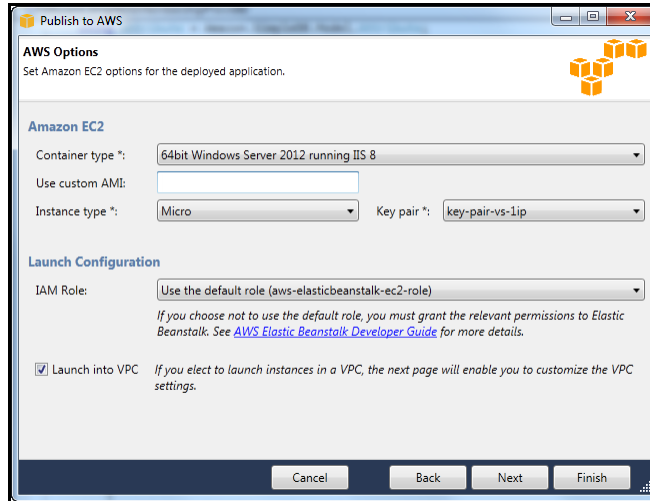 Publish to AWS
AWS Options
Set Amazon EC2 options for the deployed application.
Amazon EC2
Container type *: 64bit Windows Server 2012 running IIS 8
Use custom AMI:
Instance type *: Micro Key pair *: key-pair-vs-1ip
Launch Configuration
IAM Role: Use the default role (aws-elasticbeanstalk-ec2-role)
If you choose not to use the default role, you must grant the relevant permissions to Elastic
Beanstalk. See AWS Elastic Beanstalk Developer Guide for more details.
Launch into VPC If you elect to launch instances in a VPC, the next page will enable you to customize the VPC
settings.
Cancel Back Next Finish